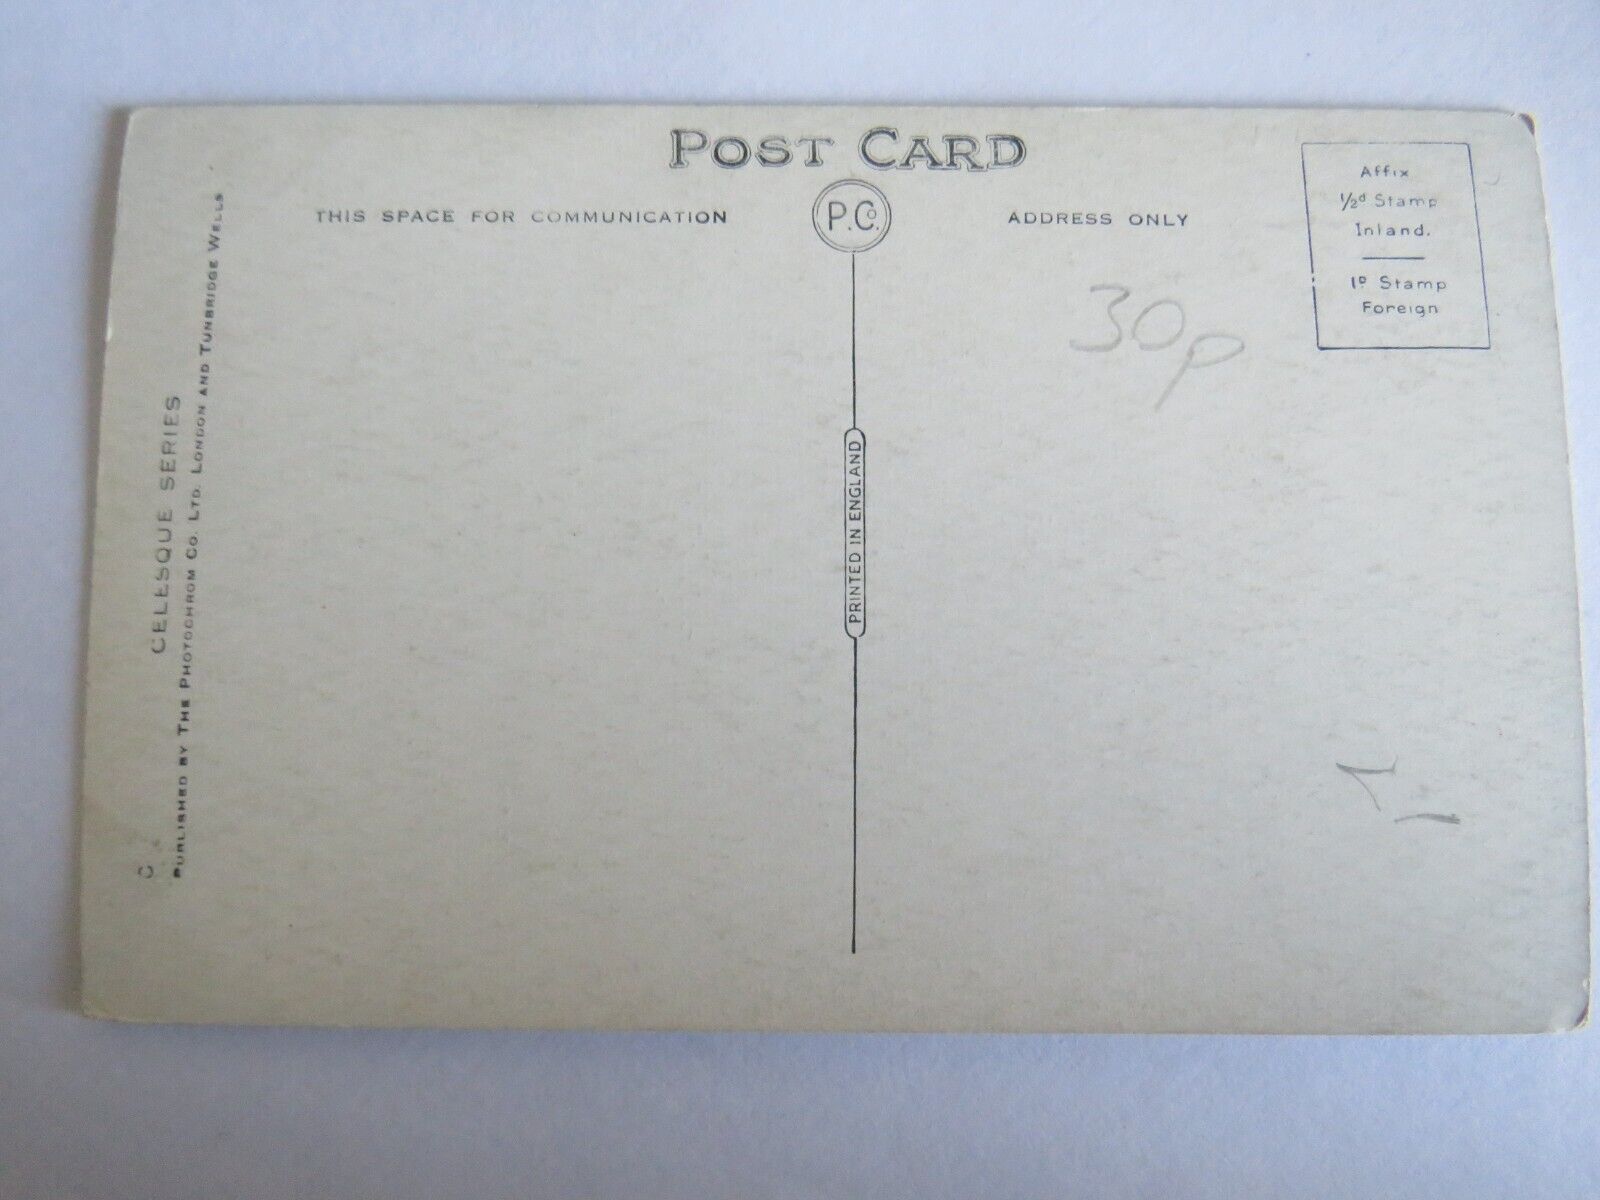 POST CARD
THIS SPACE FOR COMMUNICATION
P.Co.
ADDRESS ONLY
Affix
1/2d Stamp
Inland.
1D Stamp
Foreign
30p
PRINTED IN ENGLAND
CELESQUE SERIES
PUBLISHED BY THE PHOTOCHROM CO. LTD. LONDON AND TUNBRIDGE WELLS